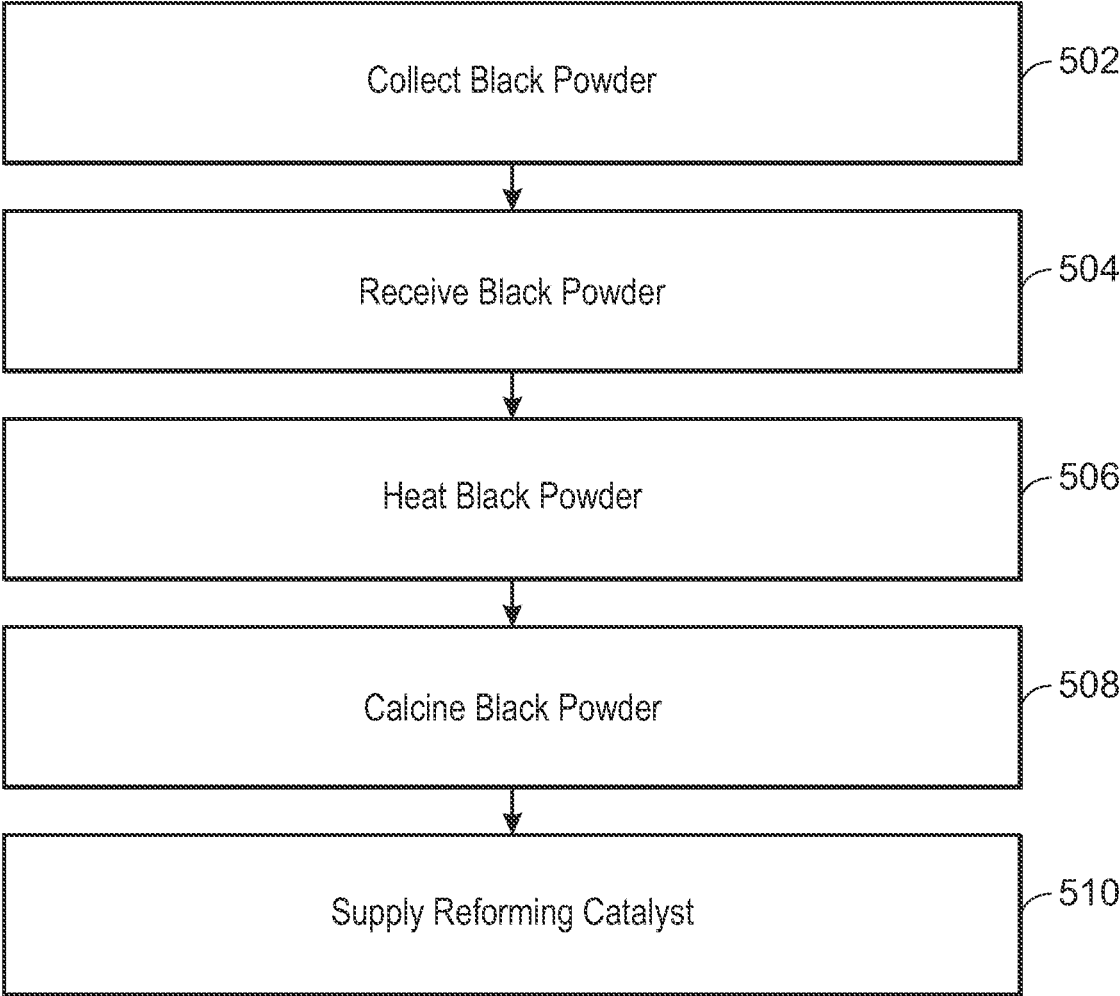 Collect Black Powder
502
Receive Black Powder
504
Heat Black Powder
506
Calcine Black Powder
508
Supply Reforming Catalyst
510